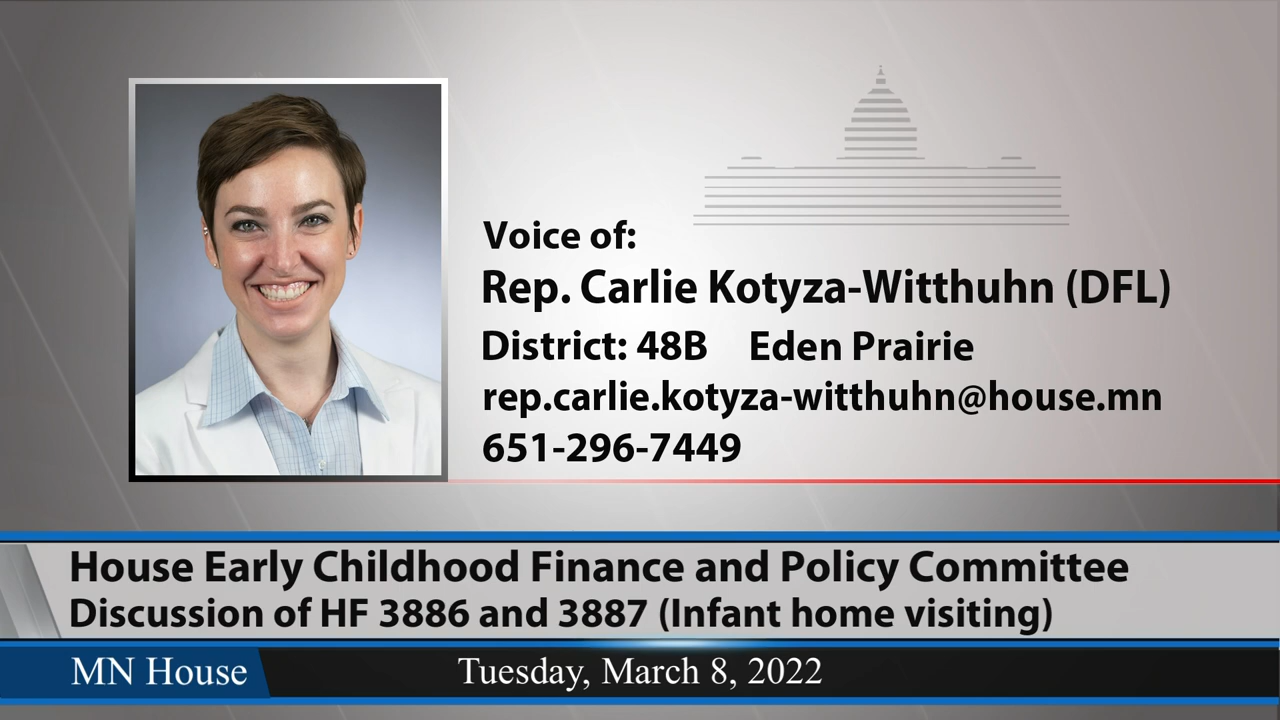 Voice of:
Rep. Carlie Kotyza-Witthuhn (DFL)
District: 48B Eden Prairie
rep.carlie.kotyza-witthuhn@house.mn
651-296-7449
House Early Childhood Finance and Policy Committee
Discussion of HF 3886 and 3887 (Infant home visiting)
MN House Tuesday, March 8, 2022